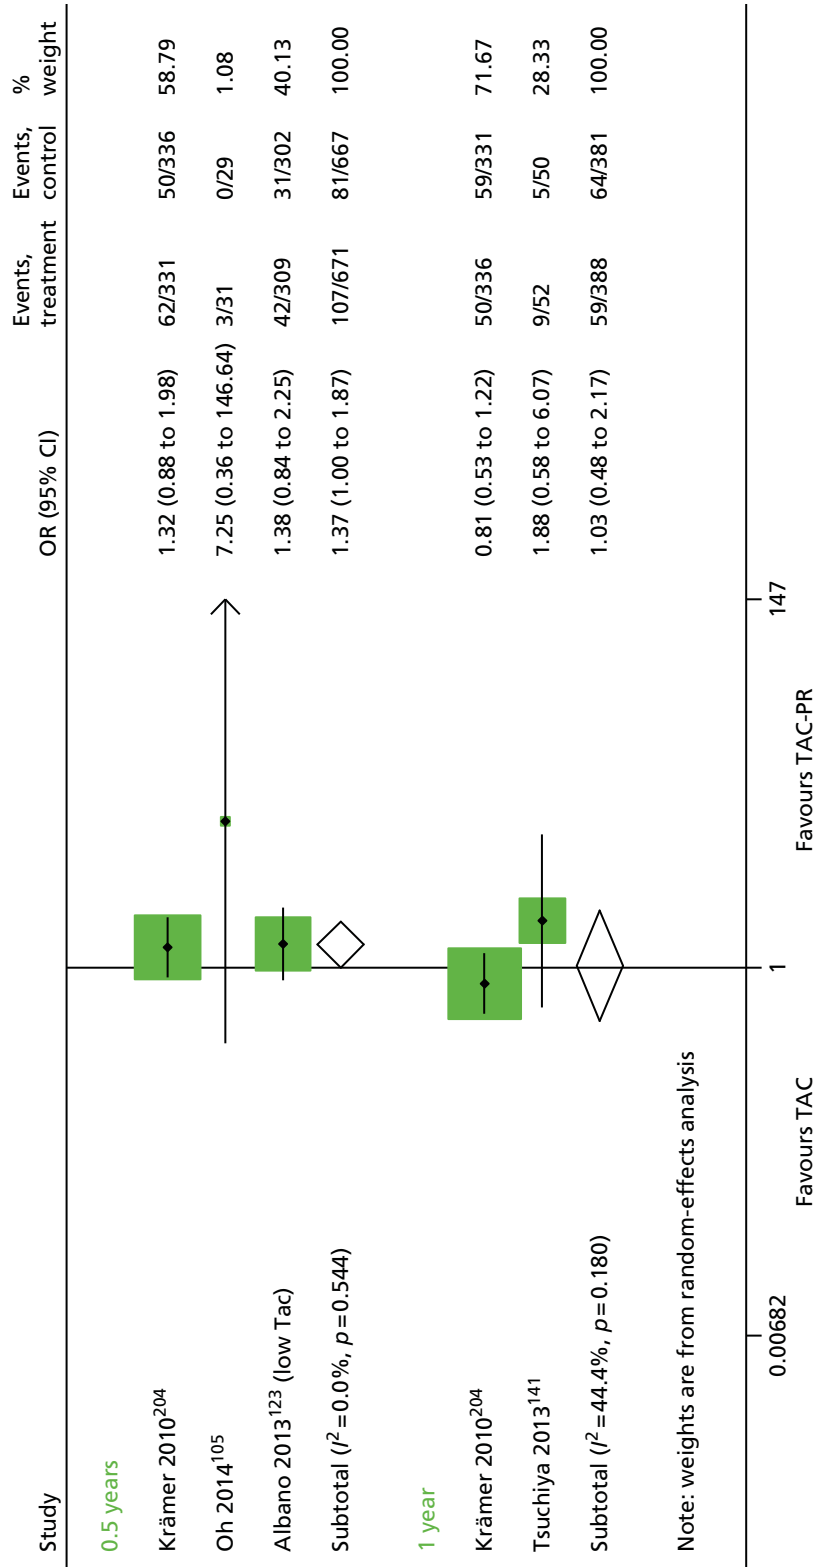 Study OR (95% CI) Events, treatment Events, control % weight
0.5 years
Krämer 2010²⁰⁴ 1.32 (0.88 to 1.98) 62/331 50/336 58.79
Oh 2014¹⁰⁵ 7.25 (0.36 to 146.64) 3/31 0/29 1.08
Albano 2013¹²³ (low Tac) 1.38 (0.84 to 2.25) 42/309 31/302 40.13
Subtotal (I²=0.0%, p=0.544) 1.37 (1.00 to 1.87) 107/671 81/667 100.00
1 year
Krämer 2010²⁰⁴ 0.81 (0.53 to 1.22) 50/336 59/331 71.67
Tsuchiya 2013¹⁴¹ 1.88 (0.58 to 6.07) 9/52 5/50 28.33
Subtotal (I²=44.4%, p=0.180) 1.03 (0.48 to 2.17) 59/388 64/381 100.00
Note: weights are from random-effects analysis
0.00682 1 147
Favours TAC Favours TAC-PR